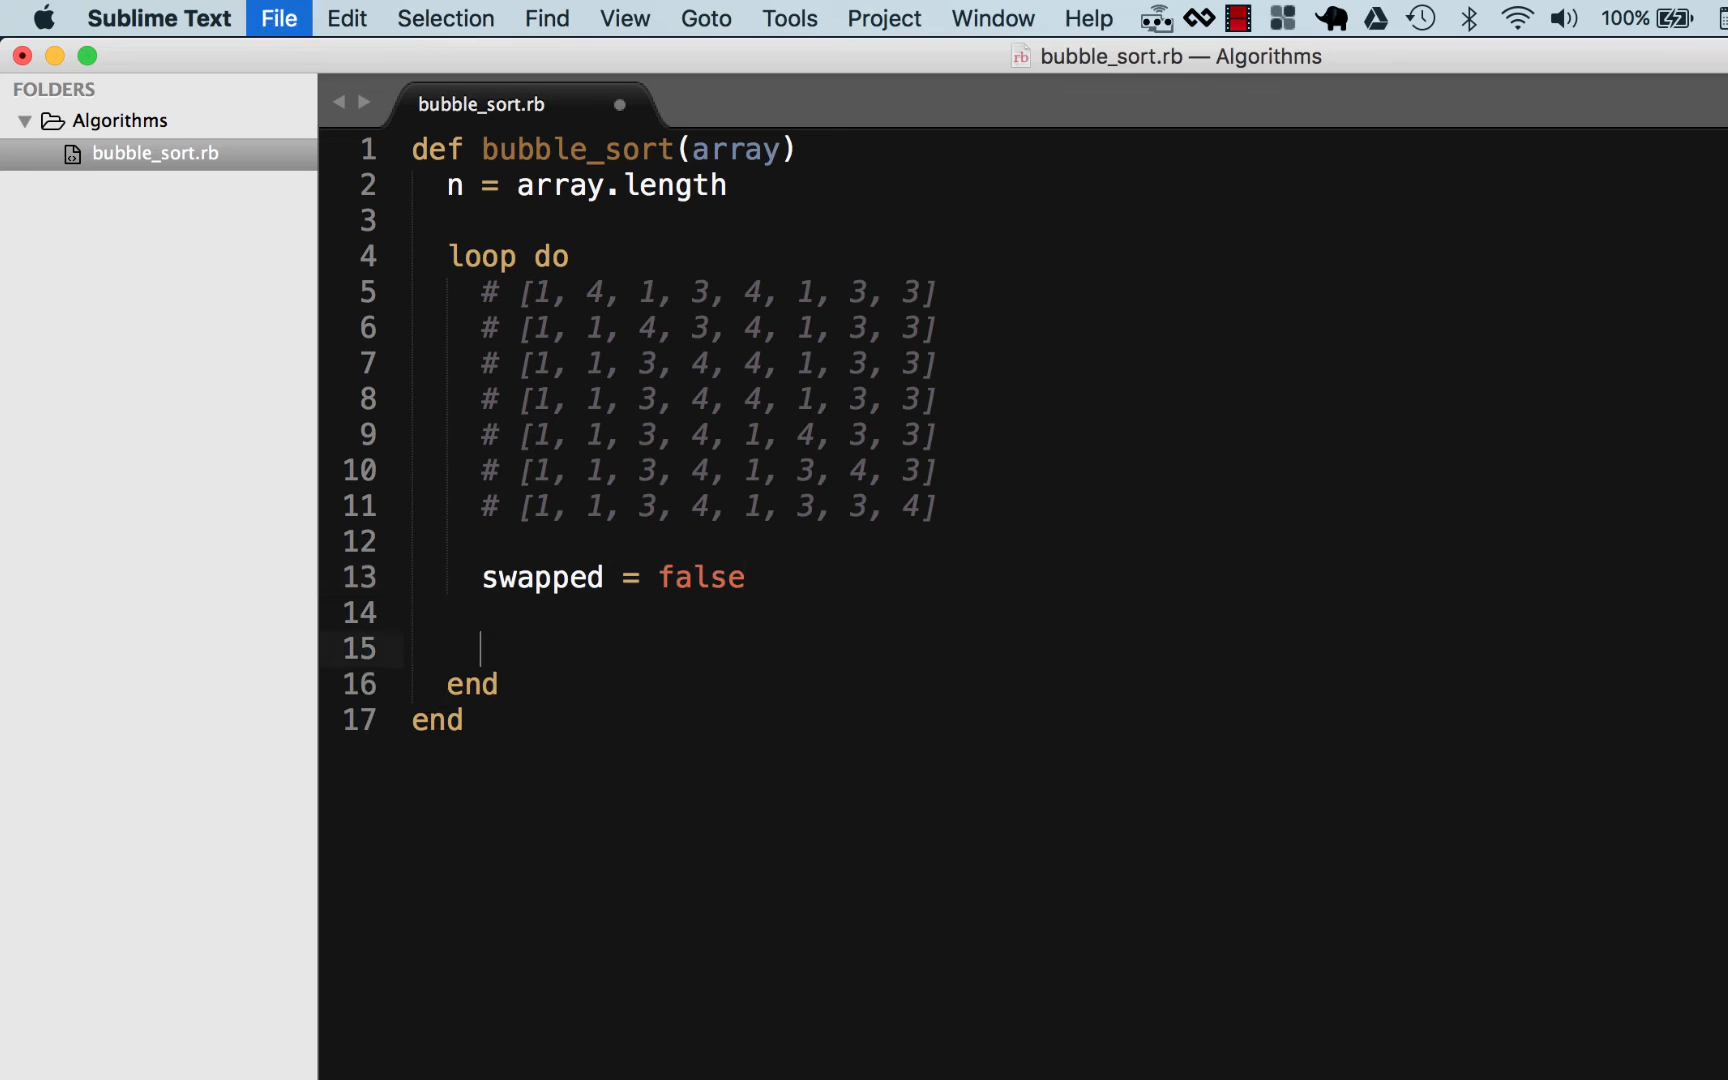 Sublime Text File Edit Selection Find View Goto Tools Project Window Help 100%
bubble_sort.rb — Algorithms
FOLDERS
Algorithms
bubble_sort.rb
bubble_sort.rb
1 def bubble_sort(array)
2 n = array.length
3
4 loop do
5 # [1, 4, 1, 3, 4, 1, 3, 3]
6 # [1, 1, 4, 3, 4, 1, 3, 3]
7 # [1, 1, 3, 4, 4, 1, 3, 3]
8 # [1, 1, 3, 4, 4, 1, 3, 3]
9 # [1, 1, 3, 4, 1, 4, 3, 3]
10 # [1, 1, 3, 4, 1, 3, 4, 3]
11 # [1, 1, 3, 4, 1, 3, 3, 4]
12
13 swapped = false
14
15
16 end
17 end